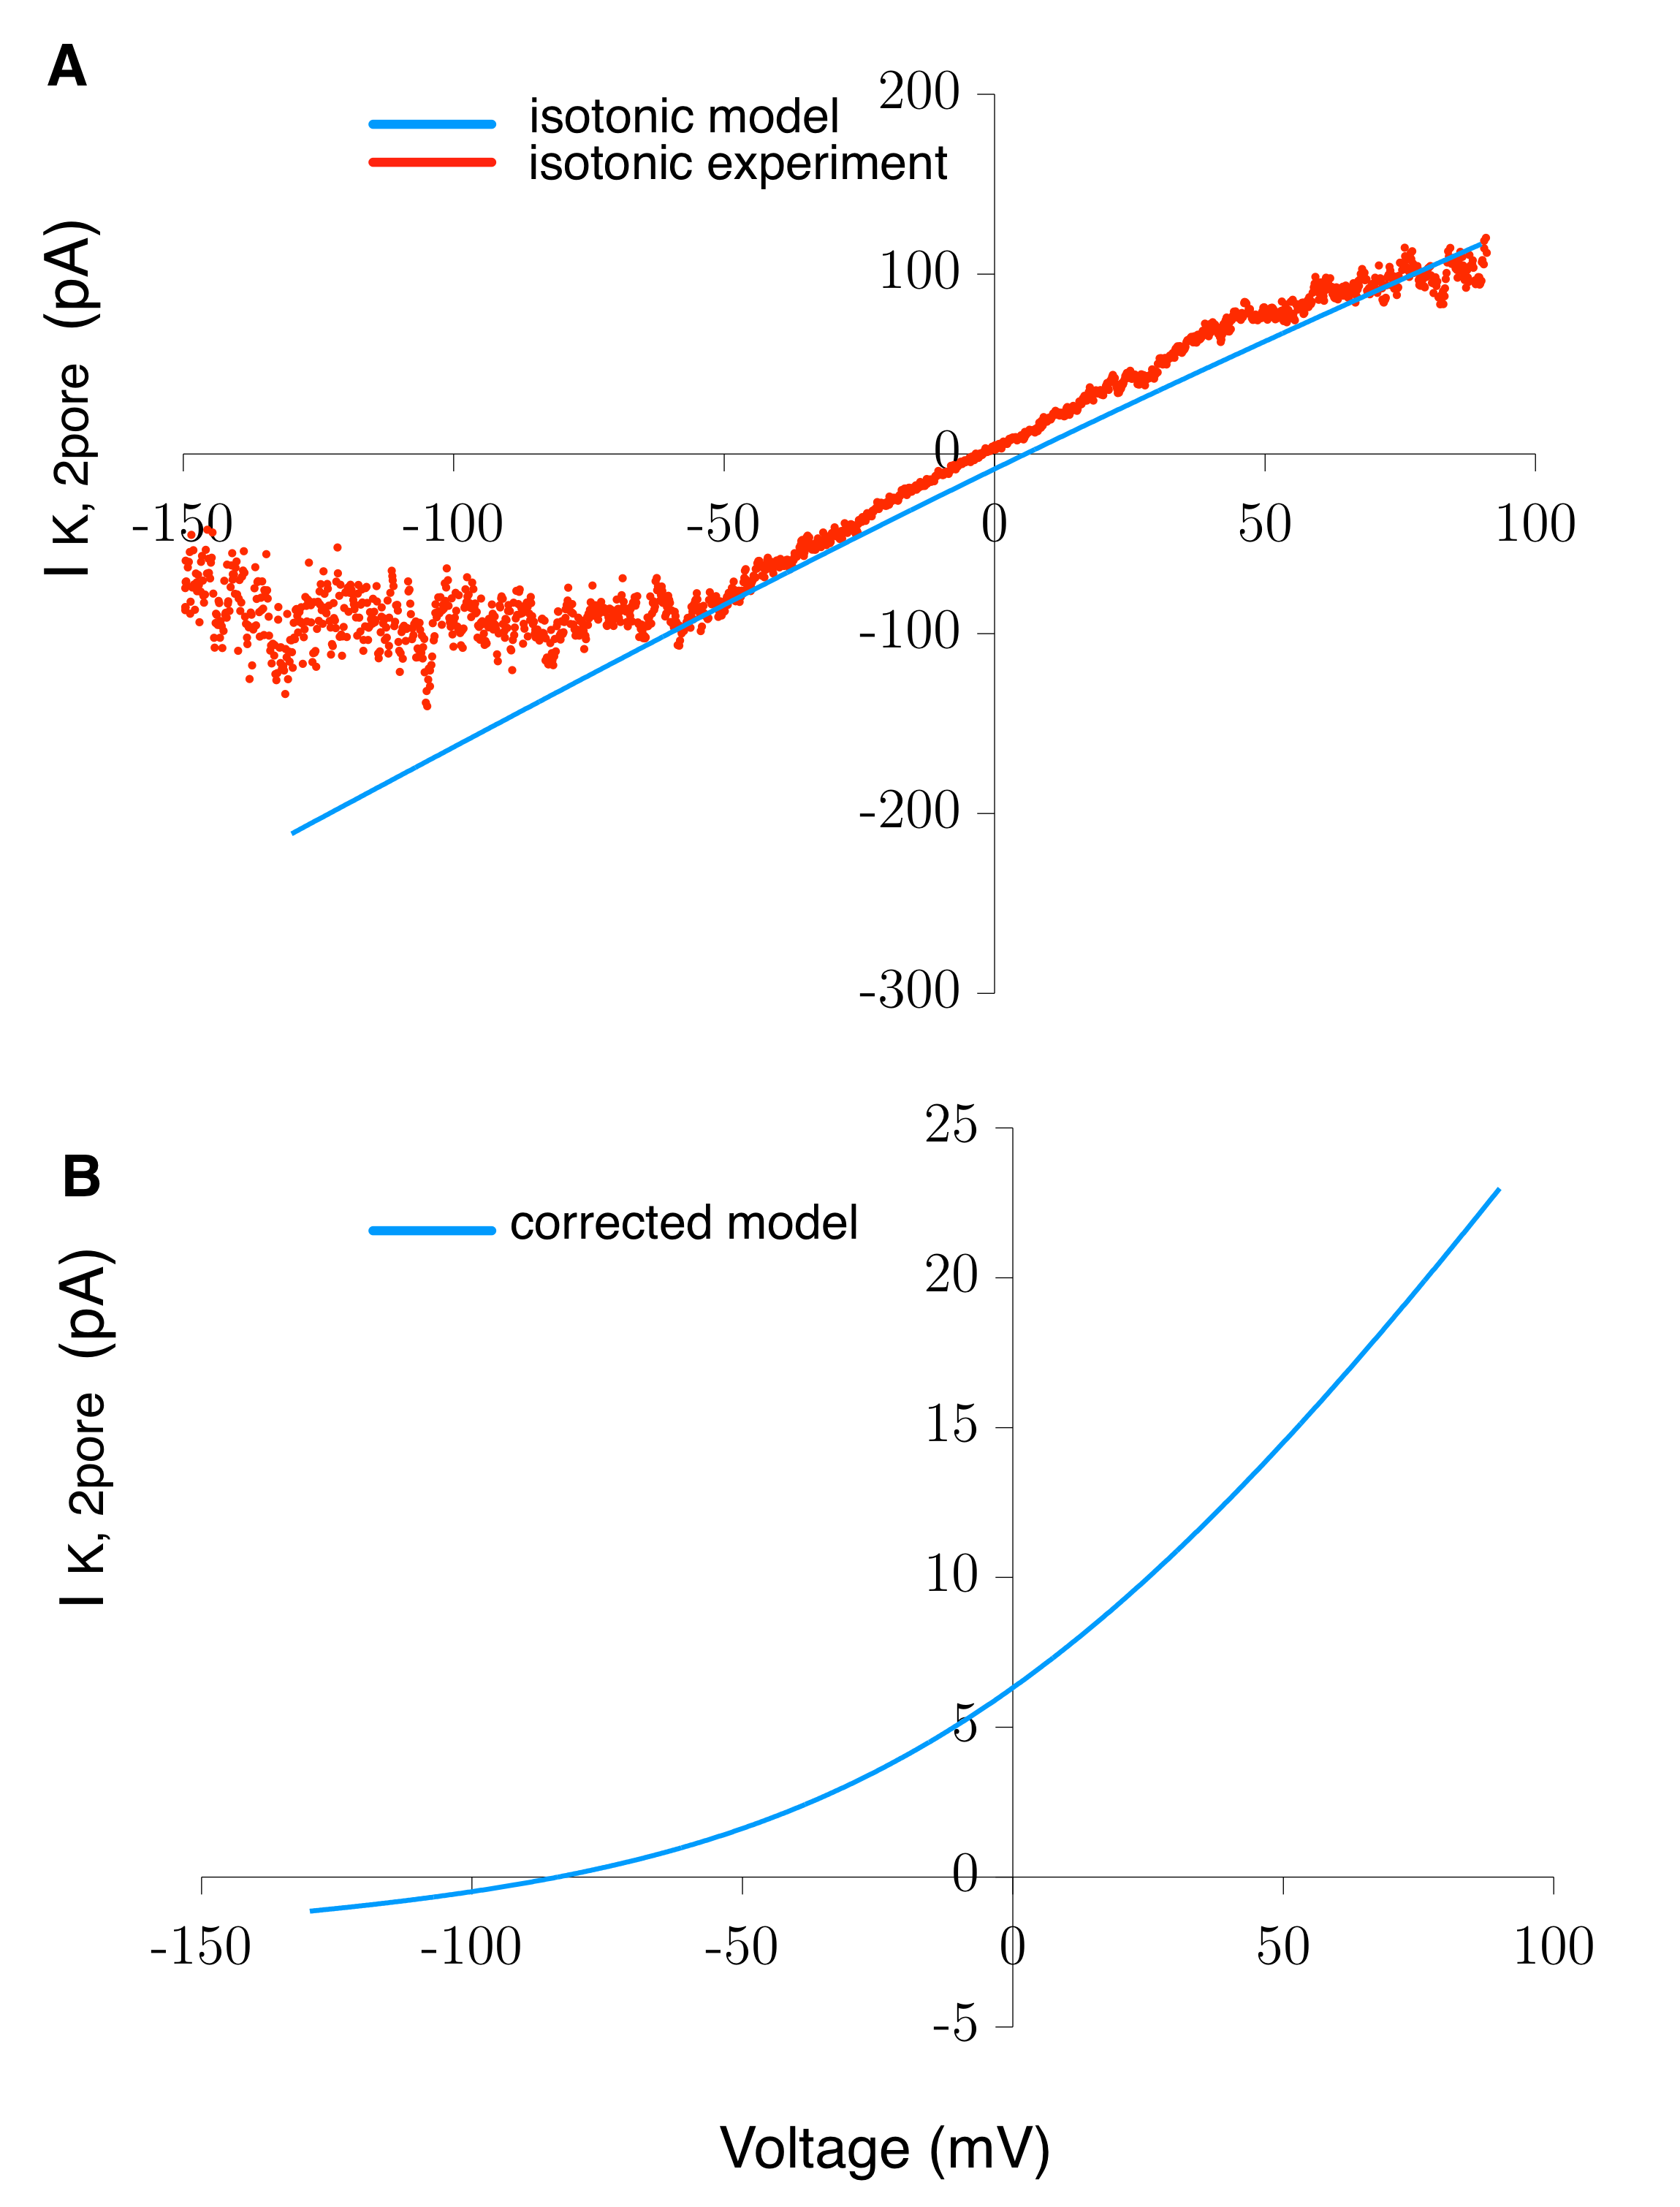 A
isotonic model
isotonic experiment
I K, 2pore (pA)
200
100
0
-100
-200
-300
-150 -100 -50 0 50 100
B
corrected model
I K, 2pore (pA)
25
20
15
10
5
0
-5
-150 -100 -50 0 50 100
Voltage (mV)